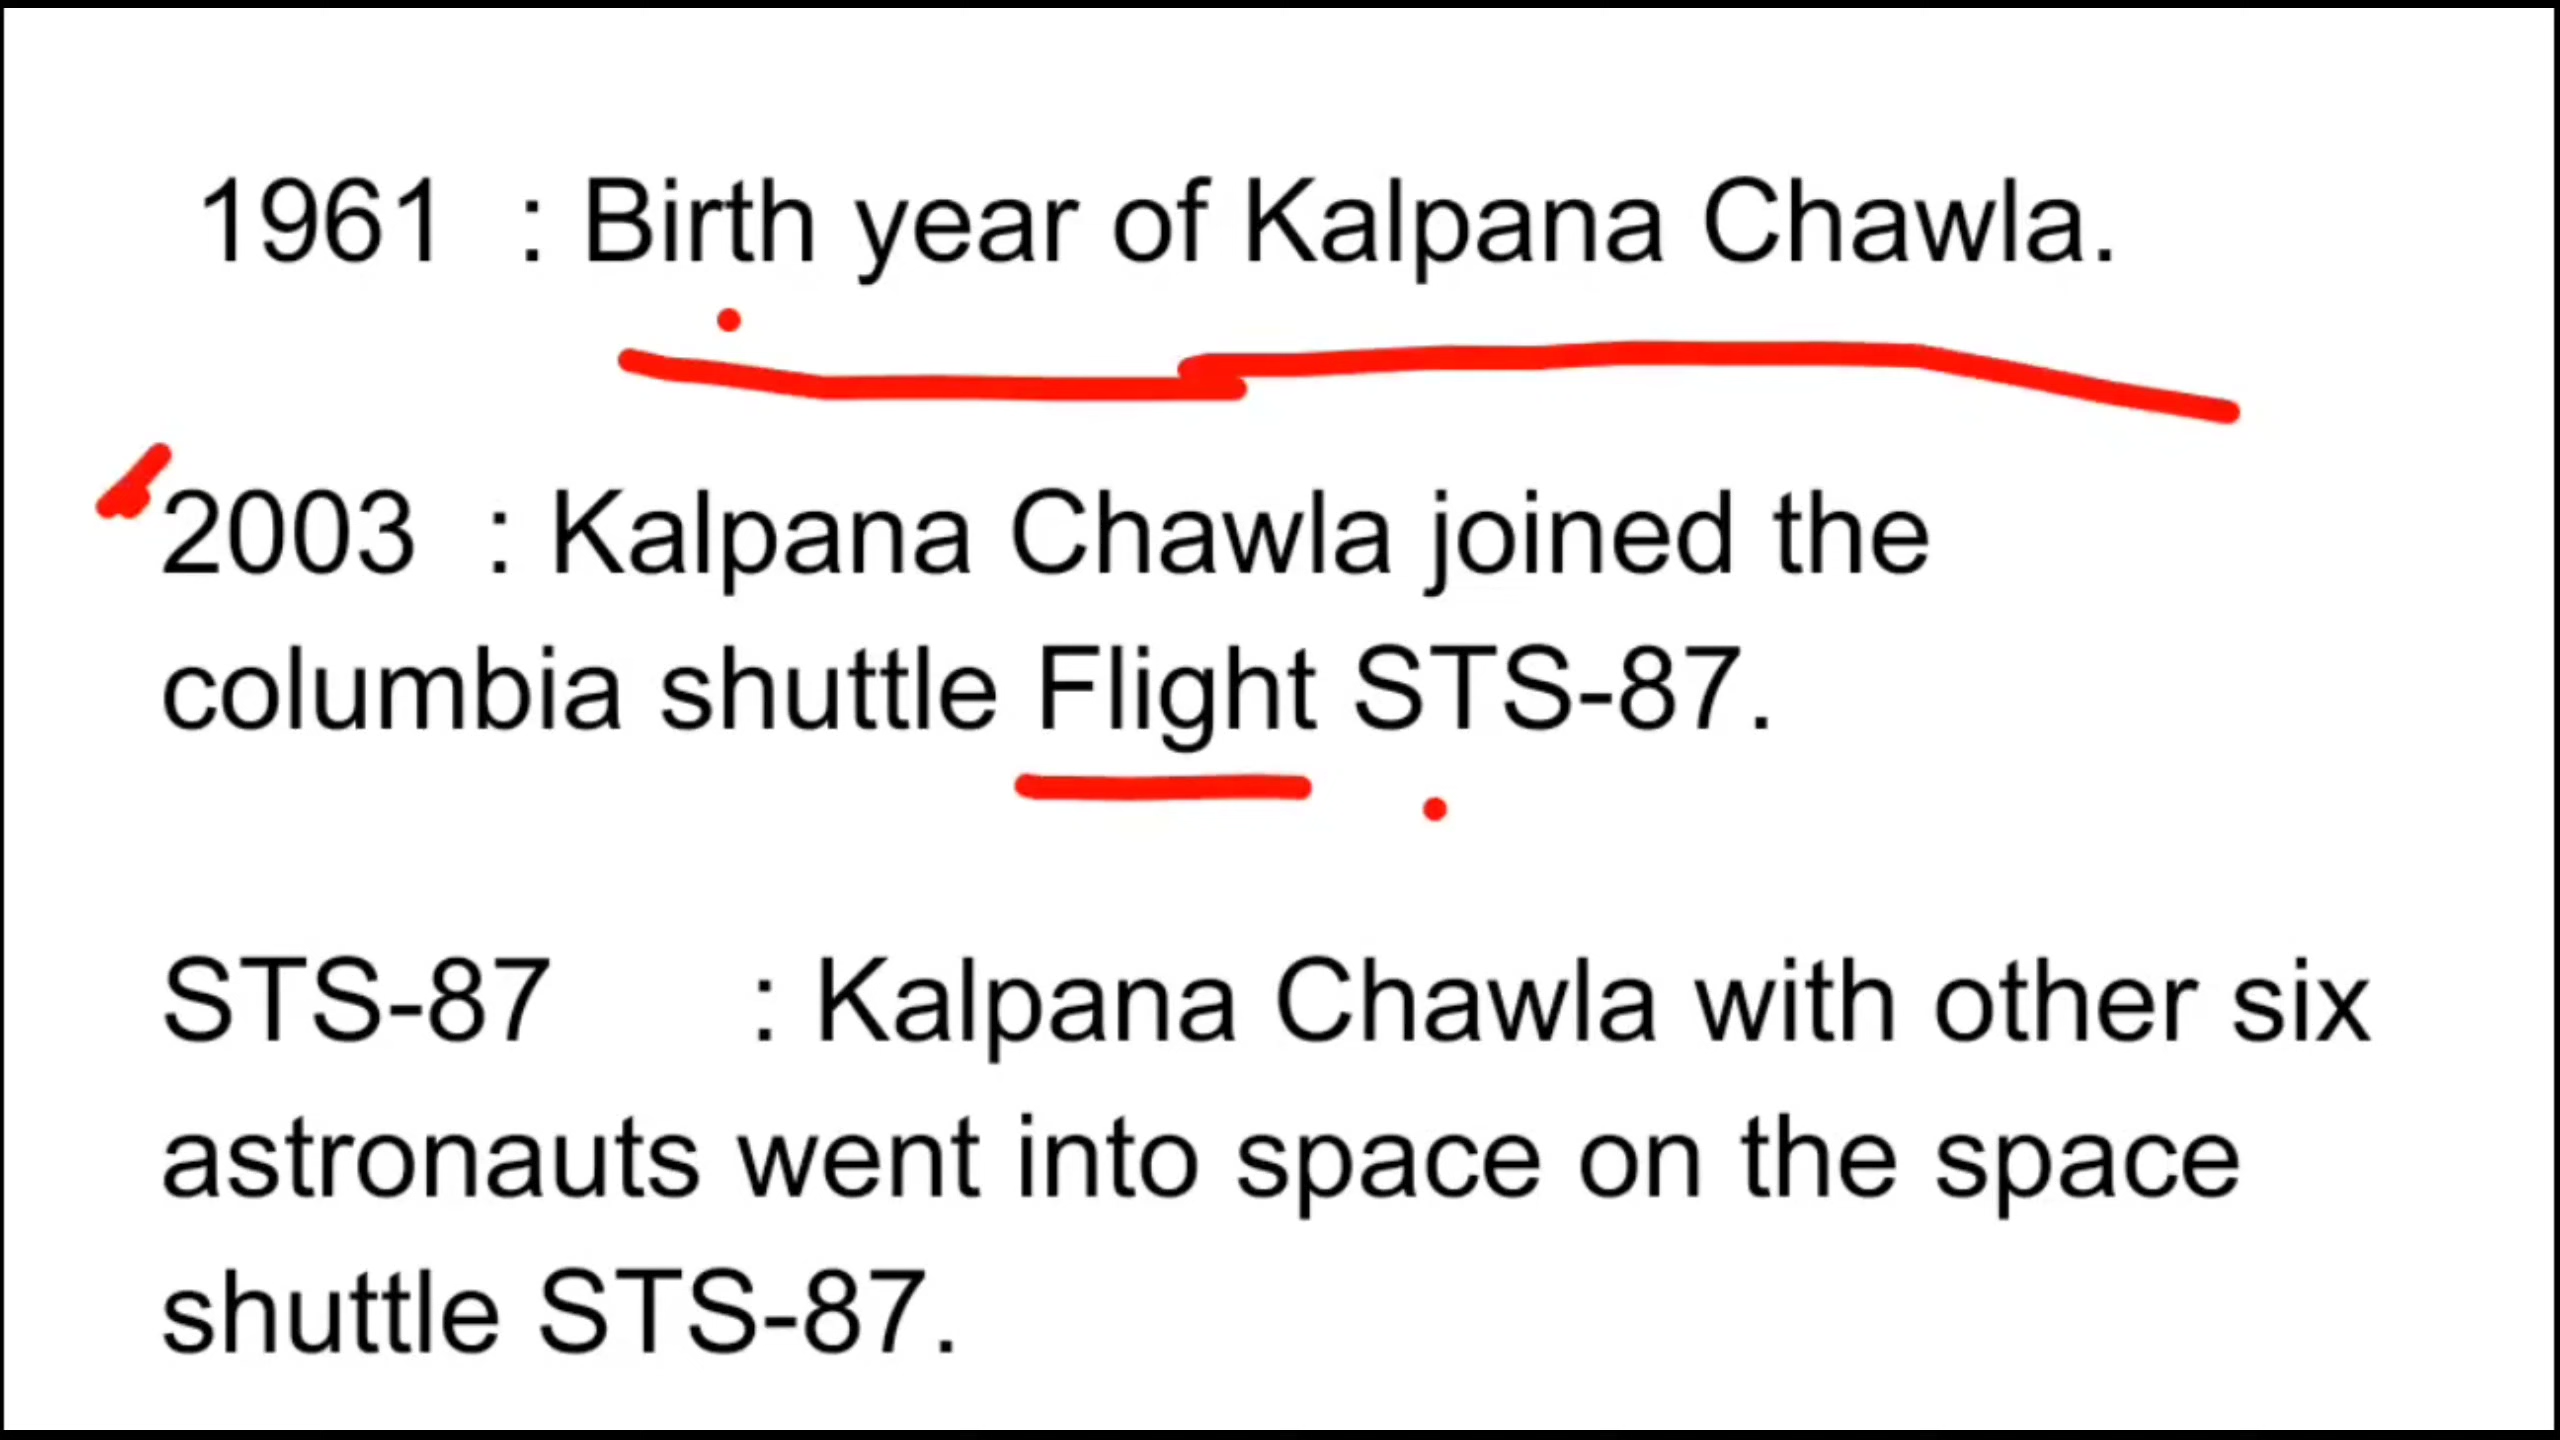 1961 : Birth year of Kalpana Chawla.
2003 : Kalpana Chawla joined the
columbia shuttle Flight STS-87.
STS-87 : Kalpana Chawla with other six
astronauts went into space on the space
shuttle STS-87.